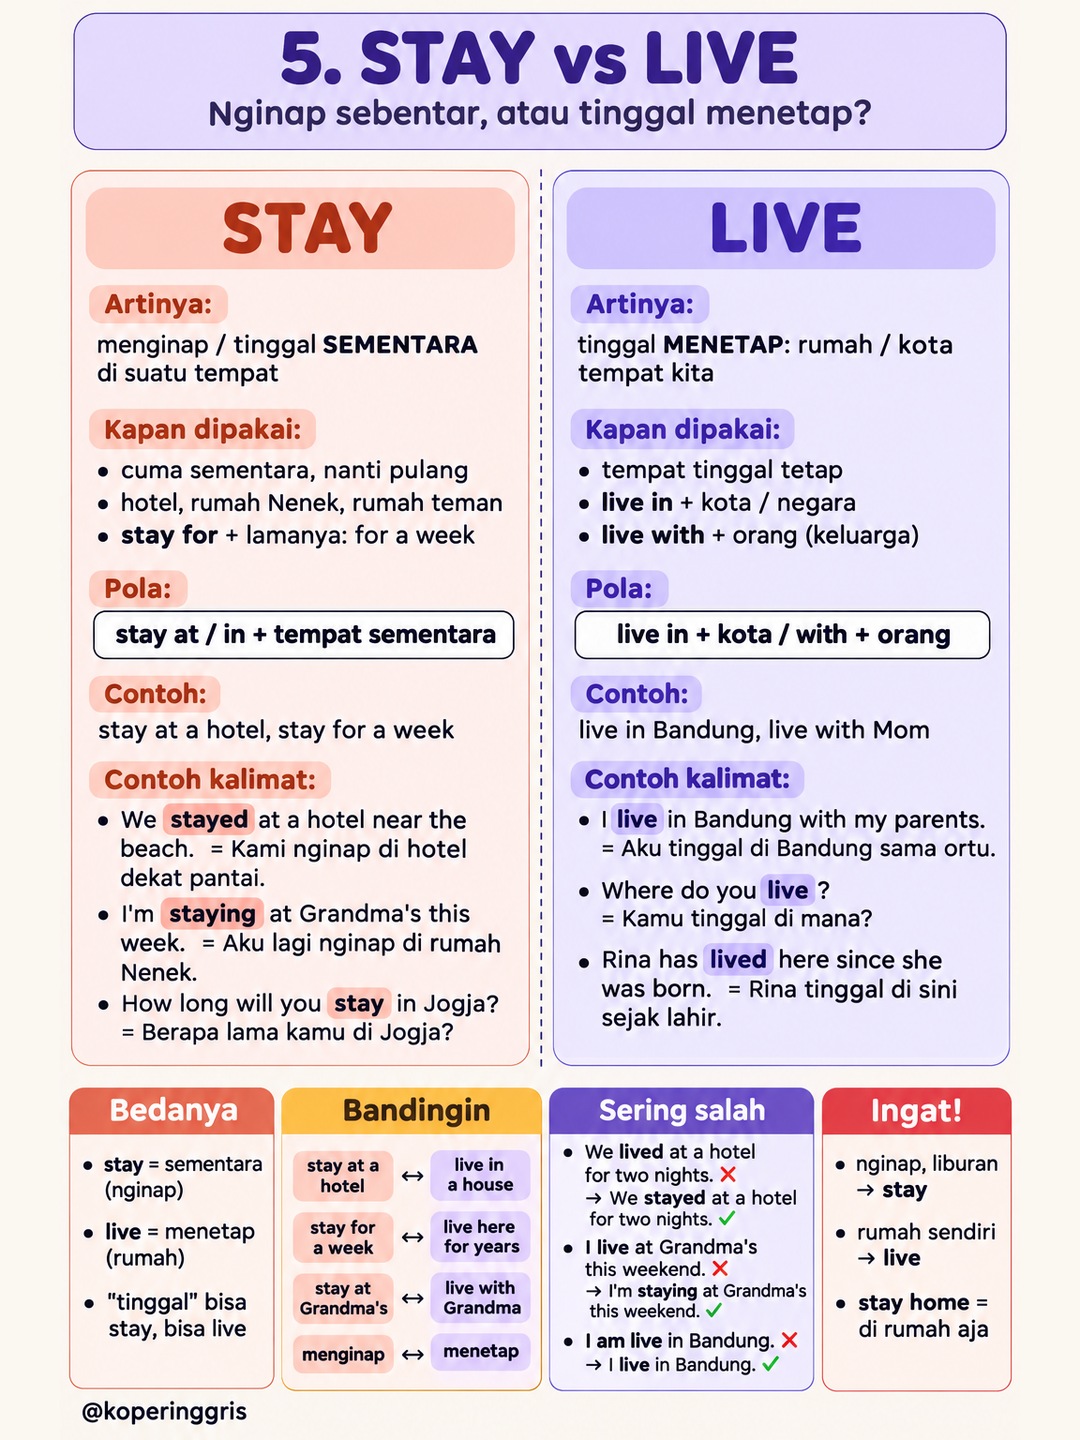 5. STAY vs LIVE
Nginap sebentar, atau tinggal menetap?
STAY
Artinya:
menginap / tinggal SEMENTARA
di suatu tempat
Kapan dipakai:
• cuma sementara, nanti pulang
• hotel, rumah Nenek, rumah teman
• stay for + lamanya: for a week
Pola:
stay at / in + tempat sementara
Contoh:
stay at a hotel, stay for a week
Contoh kalimat:
• We stayed at a hotel near the
beach. = Kami nginap di hotel
dekat pantai.
• I'm staying at Grandma's this
week. = Aku lagi nginap di rumah
Nenek.
• How long will you stay in Jogja?
= Berapa lama kamu di Jogja?
LIVE
Artinya:
tinggal MENETAP: rumah / kota
tempat kita
Kapan dipakai:
• tempat tinggal tetap
• live in + kota / negara
• live with + orang (keluarga)
Pola:
live in + kota / with + orang
Contoh:
live in Bandung, live with Mom
Contoh kalimat:
• I live in Bandung with my parents.
= Aku tinggal di Bandung sama ortu.
• Where do you live ?
= Kamu tinggal di mana?
• Rina has lived here since she
was born. = Rina tinggal di sini
sejak lahir.
Bedanya
• stay = sementara
(nginap)
• live = menetap
(rumah)
• "tinggal" bisa
stay, bisa live
Bandingin
stay at a
hotel
↔
live in
a house
stay for
a week
↔
live here
for years
stay at
Grandma's
↔
live with
Grandma
menginap ↔ menetap
Sering salah
• We lived at a hotel
for two nights. ❌
→ We stayed at a hotel
for two nights. ✓
• I live at Grandma's
this weekend. ❌
→ I'm staying at Grandma's
this weekend. ✓
• I am live in Bandung. ❌
→ I live in Bandung. ✓
Ingat!
• nginap, liburan
→ stay
• rumah sendiri
→ live
• stay home =
di rumah aja
@koperinggris